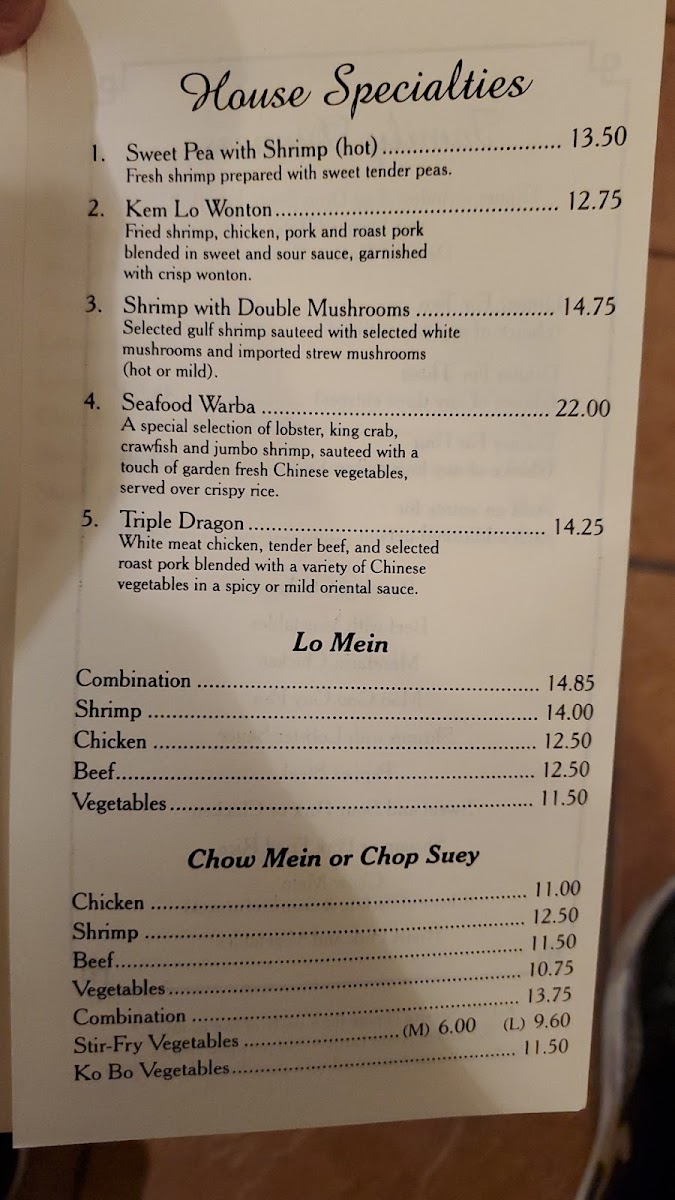 House Specialties
1. Sweet Pea with Shrimp (hot) ............................ 13.50
Fresh shrimp prepared with sweet tender peas.
2. Kem Lo Wonton ............................................ 12.75
Fried shrimp, chicken, pork and roast pork
blended in sweet and sour sauce, garnished
with crisp wonton.
3. Shrimp with Double Mushrooms ...................... 14.75
Selected gulf shrimp sauteed with selected white
mushrooms and imported strew mushrooms
(hot or mild).
4. Seafood Warba ............................................ 22.00
A special selection of lobster, king crab,
crawfish and jumbo shrimp, sauteed with a
touch of garden fresh Chinese vegetables,
served over crispy rice.
5. Triple Dragon .............................................. 14.25
White meat chicken, tender beef, and selected
roast pork blended with a variety of Chinese
vegetables in a spicy or mild oriental sauce.
Lo Mein
Combination .................................................... 14.85
Shrimp ............................................................ 14.00
Chicken .......................................................... 12.50
Beef ................................................................ 12.50
Vegetables ...................................................... 11.50
Chow Mein or Chop Suey
Chicken .......................................................... 11.00
Shrimp ............................................................ 12.50
Beef ................................................................ 11.50
Vegetables ...................................................... 10.75
Combination .................................................... 13.75
Stir-Fry Vegetables ........................ (M) 6.00 (L) 9.60
Ko Bo Vegetables ............................................ 11.50